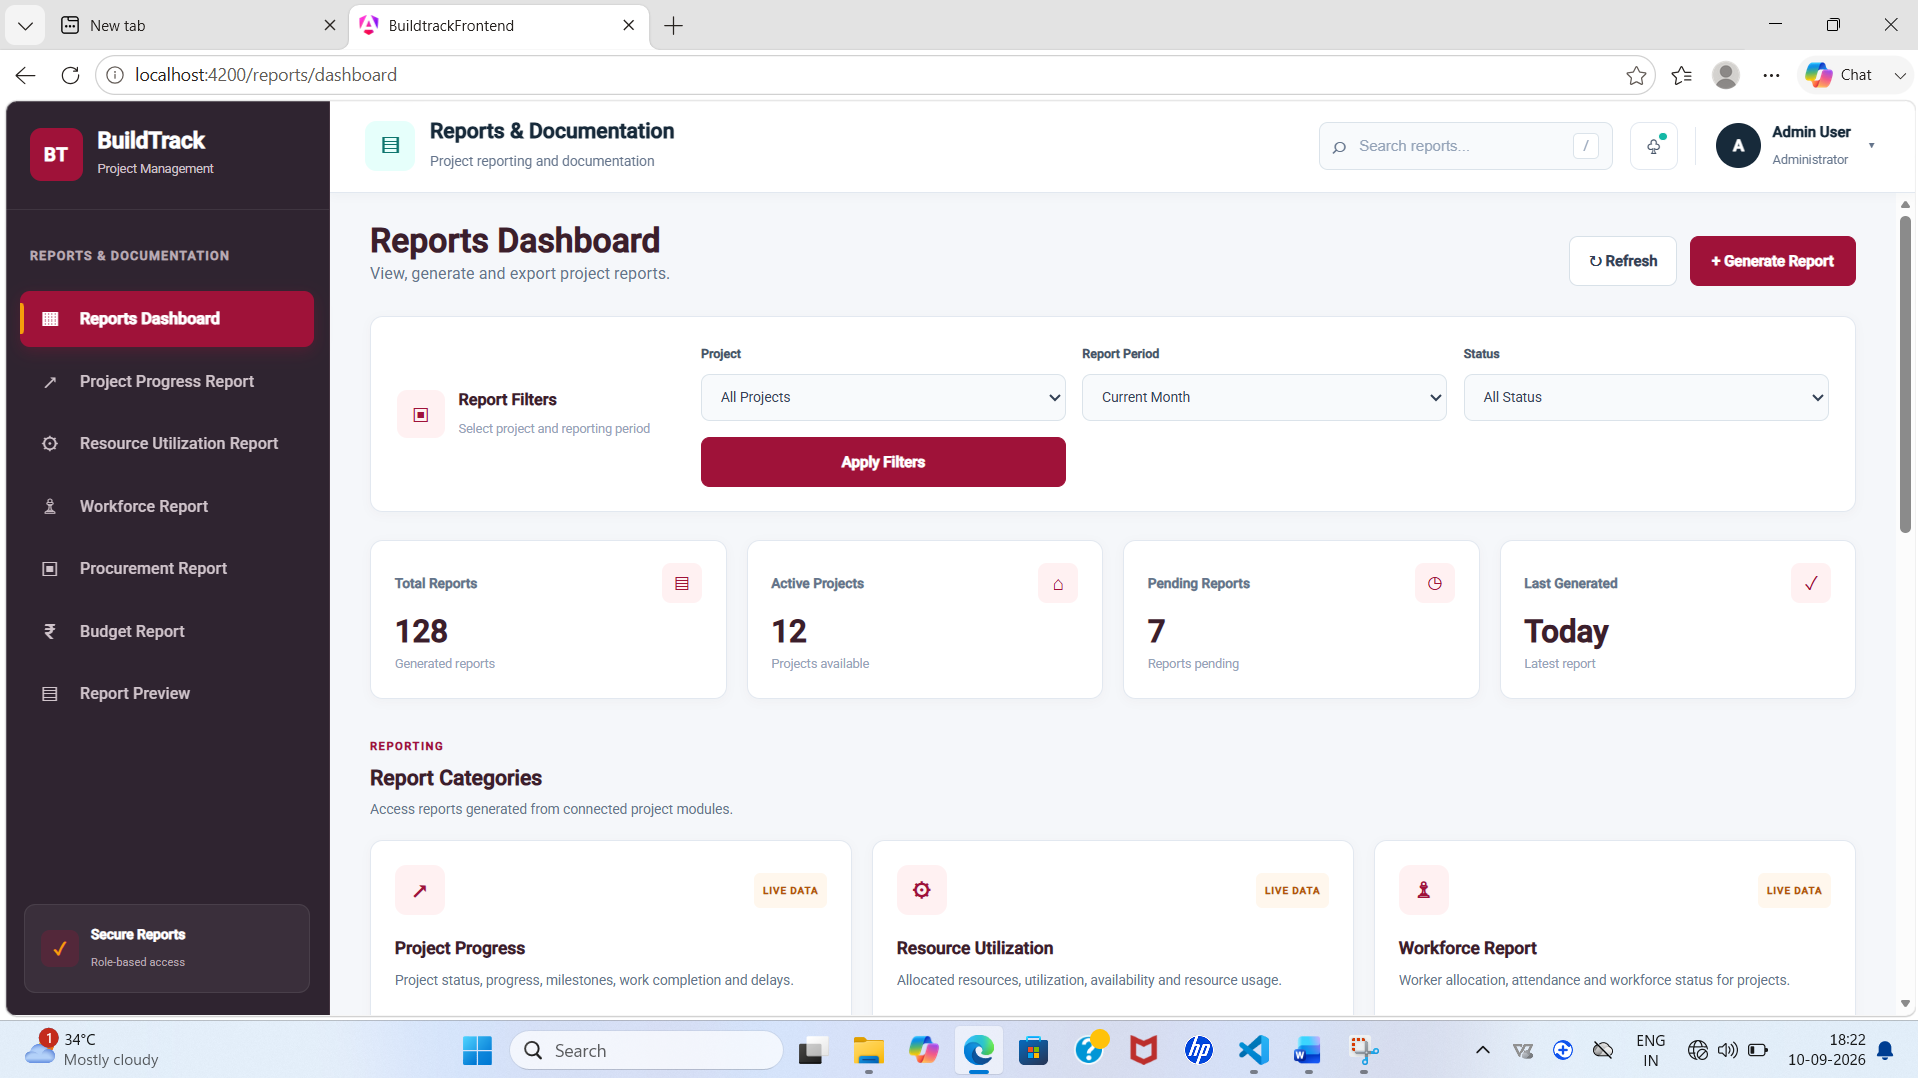 New tab
BuildtrackFrontend
localhost:4200/reports/dashboard
Chat
BT
BuildTrack
Project Management
REPORTS & DOCUMENTATION
Reports Dashboard
Project Progress Report
Resource Utilization Report
Workforce Report
Procurement Report
₹ Budget Report
Report Preview
Secure Reports
Role-based access
Reports & Documentation
Project reporting and documentation
Search reports... /
A
Admin User
Administrator
Reports Dashboard
View, generate and export project reports.
↻ Refresh
+ Generate Report
Report Filters
Select project and reporting period
Project
All Projects
Report Period
Current Month
Status
All Status
Apply Filters
Total Reports
128
Generated reports
Active Projects
12
Projects available
Pending Reports
7
Reports pending
Last Generated
Today
Latest report
REPORTING
Report Categories
Access reports generated from connected project modules.
LIVE DATA
Project Progress
Project status, progress, milestones, work completion and delays.
LIVE DATA
Resource Utilization
Allocated resources, utilization, availability and resource usage.
LIVE DATA
Workforce Report
Worker allocation, attendance and workforce status for projects.
1
34°C
Mostly cloudy
Search
ENG
IN
18:22
10-09-2026